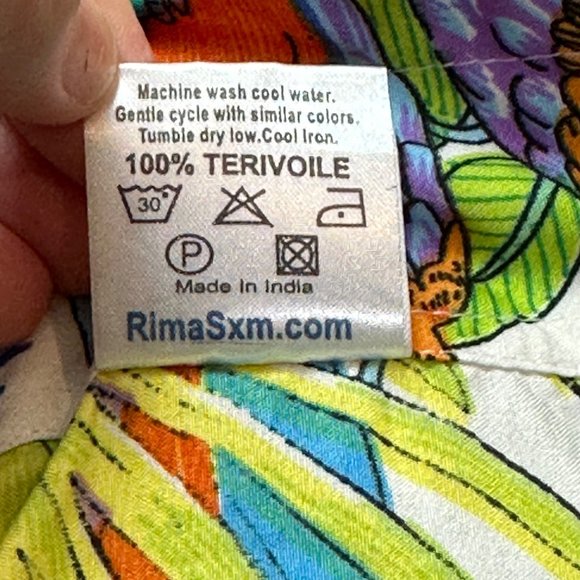 Machine wash cool water.
Gentle cycle with similar colors.
Tumble dry low.Cool Iron.
100% TERIVOILE
30°
P
Made in India
RimaSxm.com